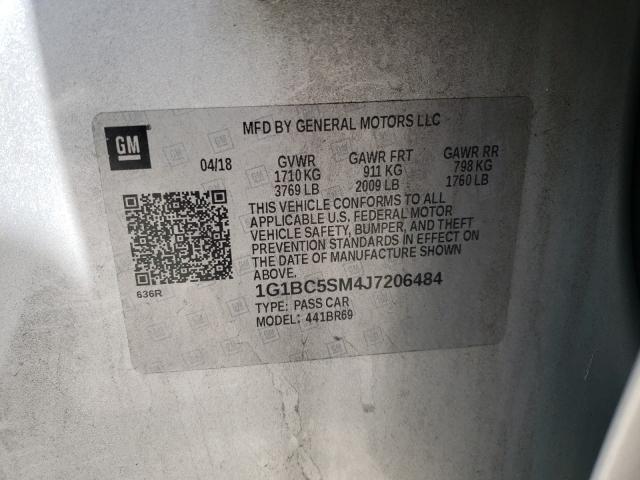 MFD BY GENERAL MOTORS LLC
GM
04/18 GVWR GAWR FRT GAWR RR
1710 KG 911 KG 798 KG
3769 LB 2009 LB 1760 LB
THIS VEHICLE CONFORMS TO ALL
APPLICABLE U.S. FEDERAL MOTOR
VEHICLE SAFETY, BUMPER, AND THEFT
PREVENTION STANDARDS IN EFFECT ON
THE DATE OF MANUFACTURE SHOWN
ABOVE.
636R
1G1BC5SM4J7206484
TYPE: PASS CAR
MODEL: 441BR69